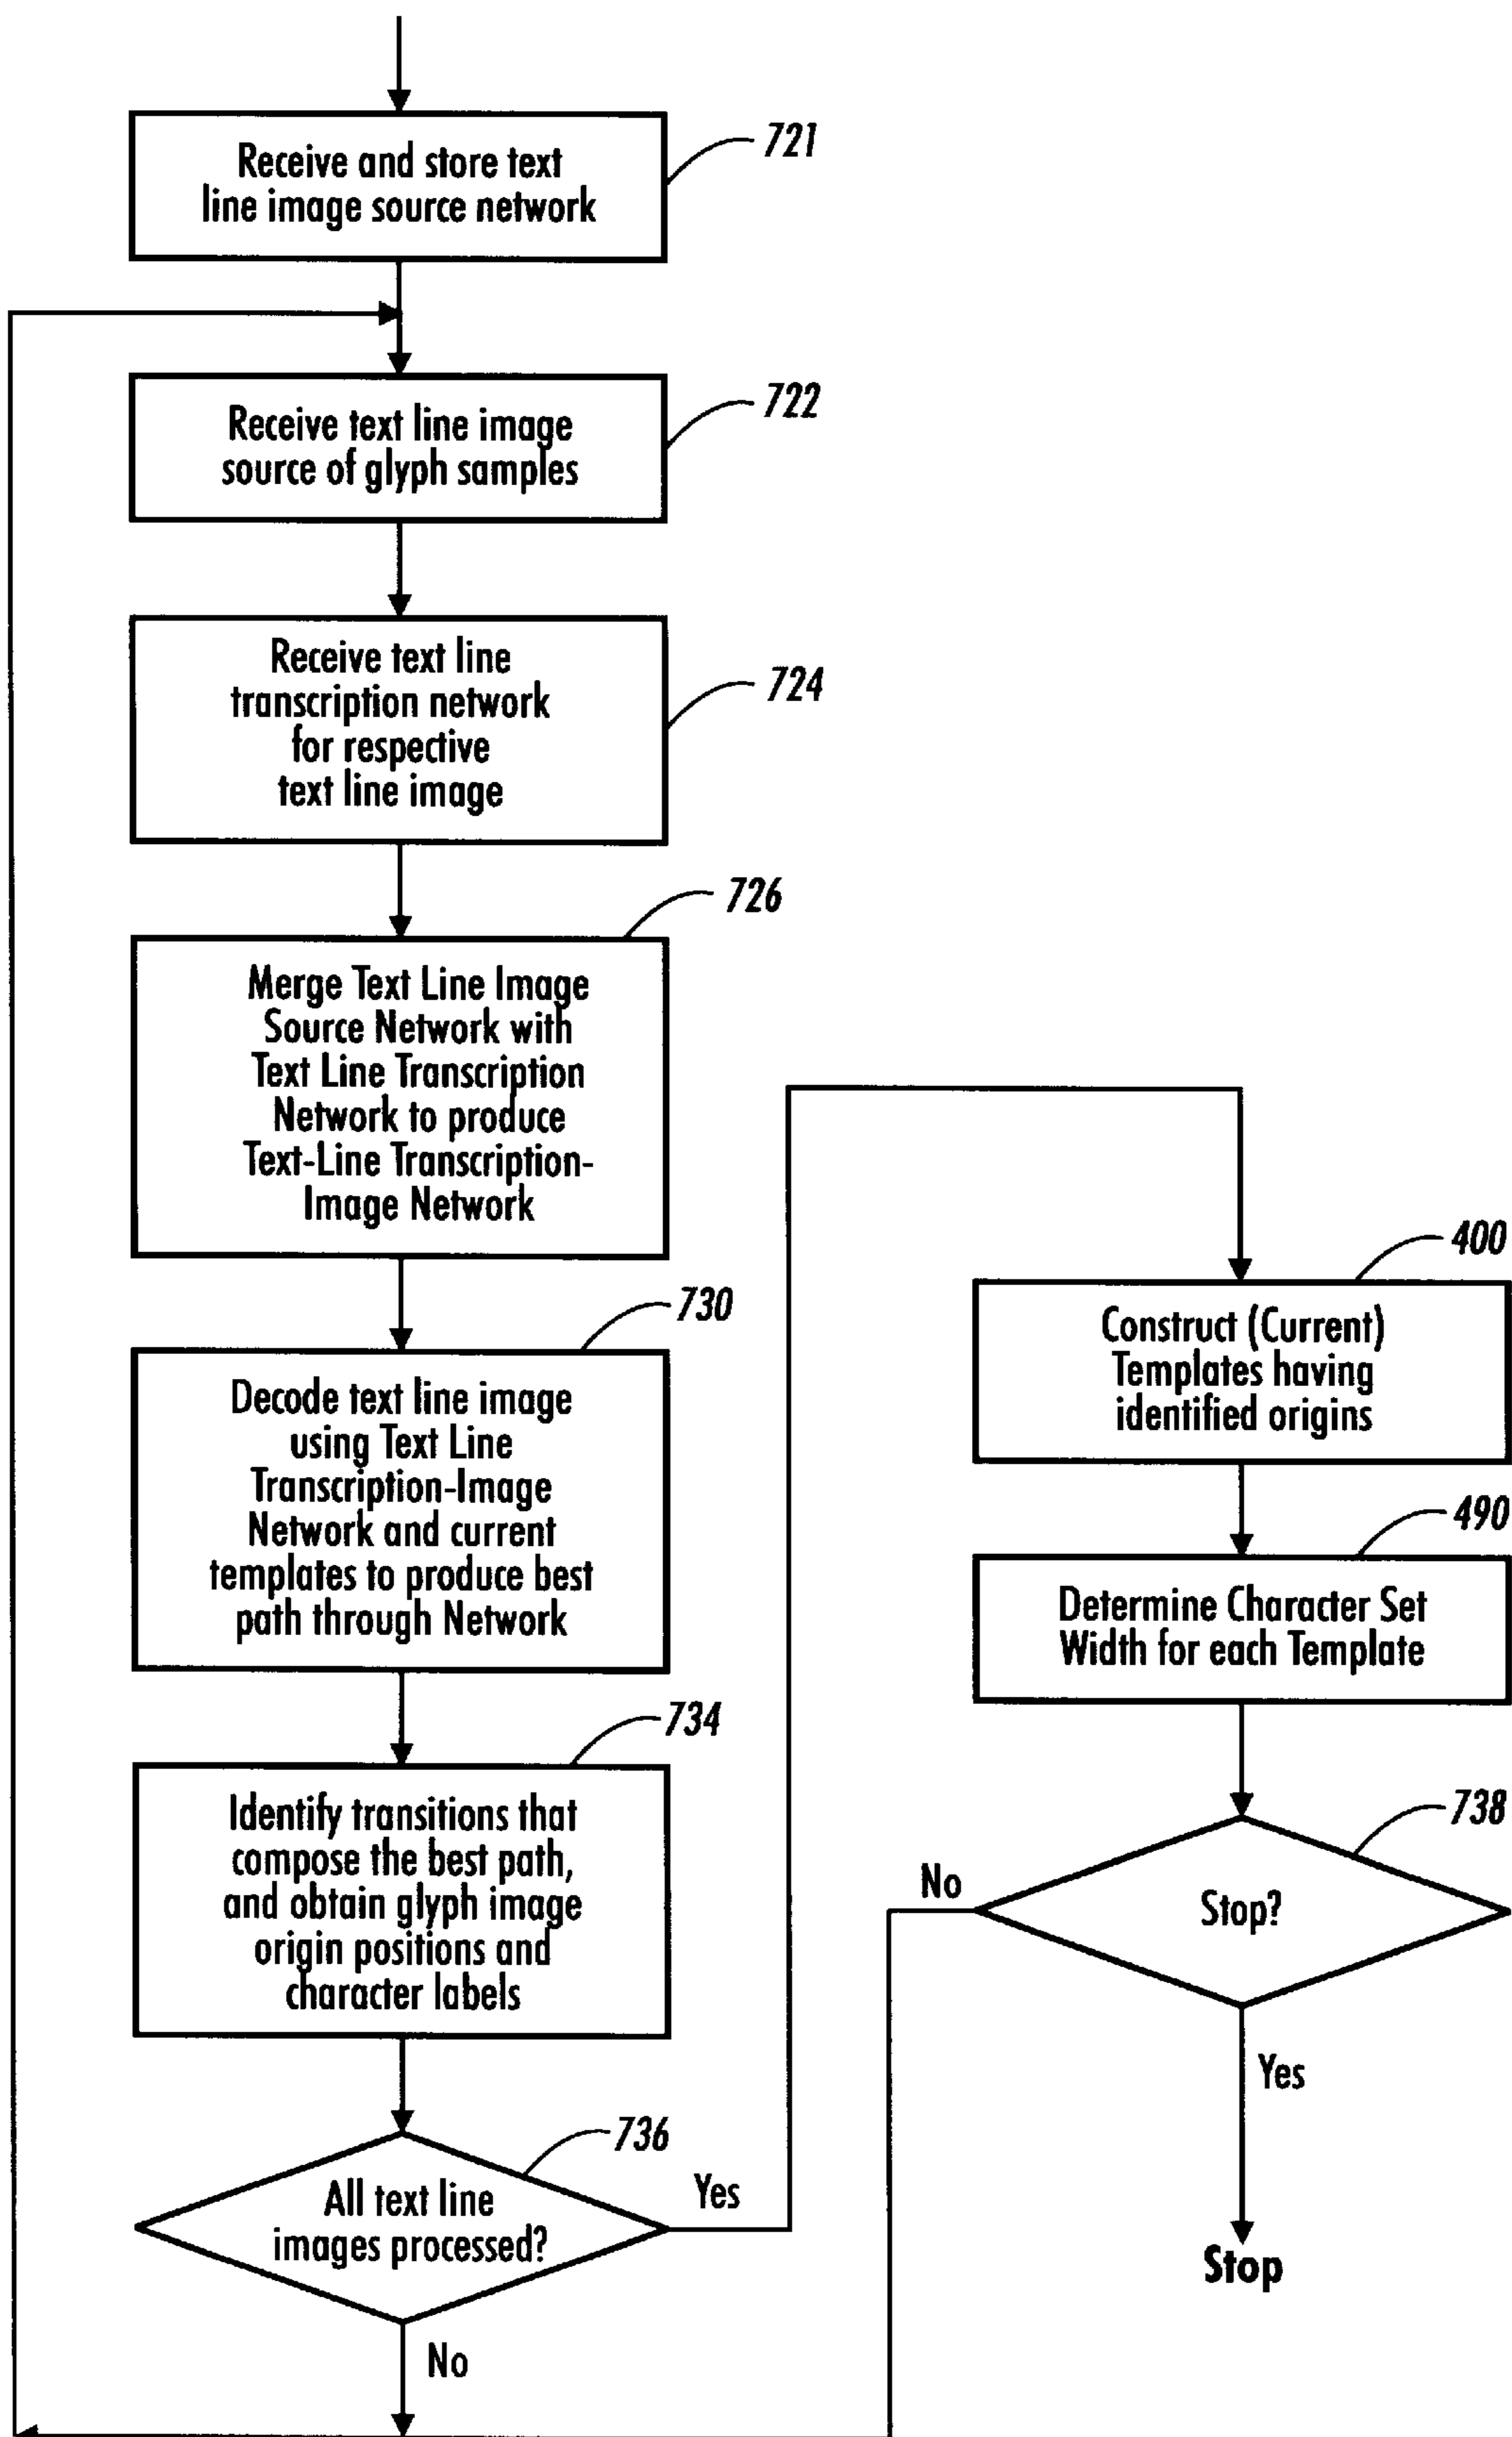 Receive and store text
line image source network
721
Receive text line image
source of glyph samples
722
Receive text line
transcription network
for respective
text line image
724
Merge Text Line Image
Source Network with
Text Line Transcription
Network to produce
Text-Line Transcription-
Image Network
726
Decode text line image
using Text Line
Transcription-Image
Network and current
templates to produce best
path through Network
730
Identify transitions that
compose the best path,
and obtain glyph image
origin positions and
character labels
734
All text line
images processed?
736
Yes
No
Construct (Current)
Templates having
identified origins
400
Determine Character Set
Width for each Template
490
Stop?
738
No
Yes
Stop